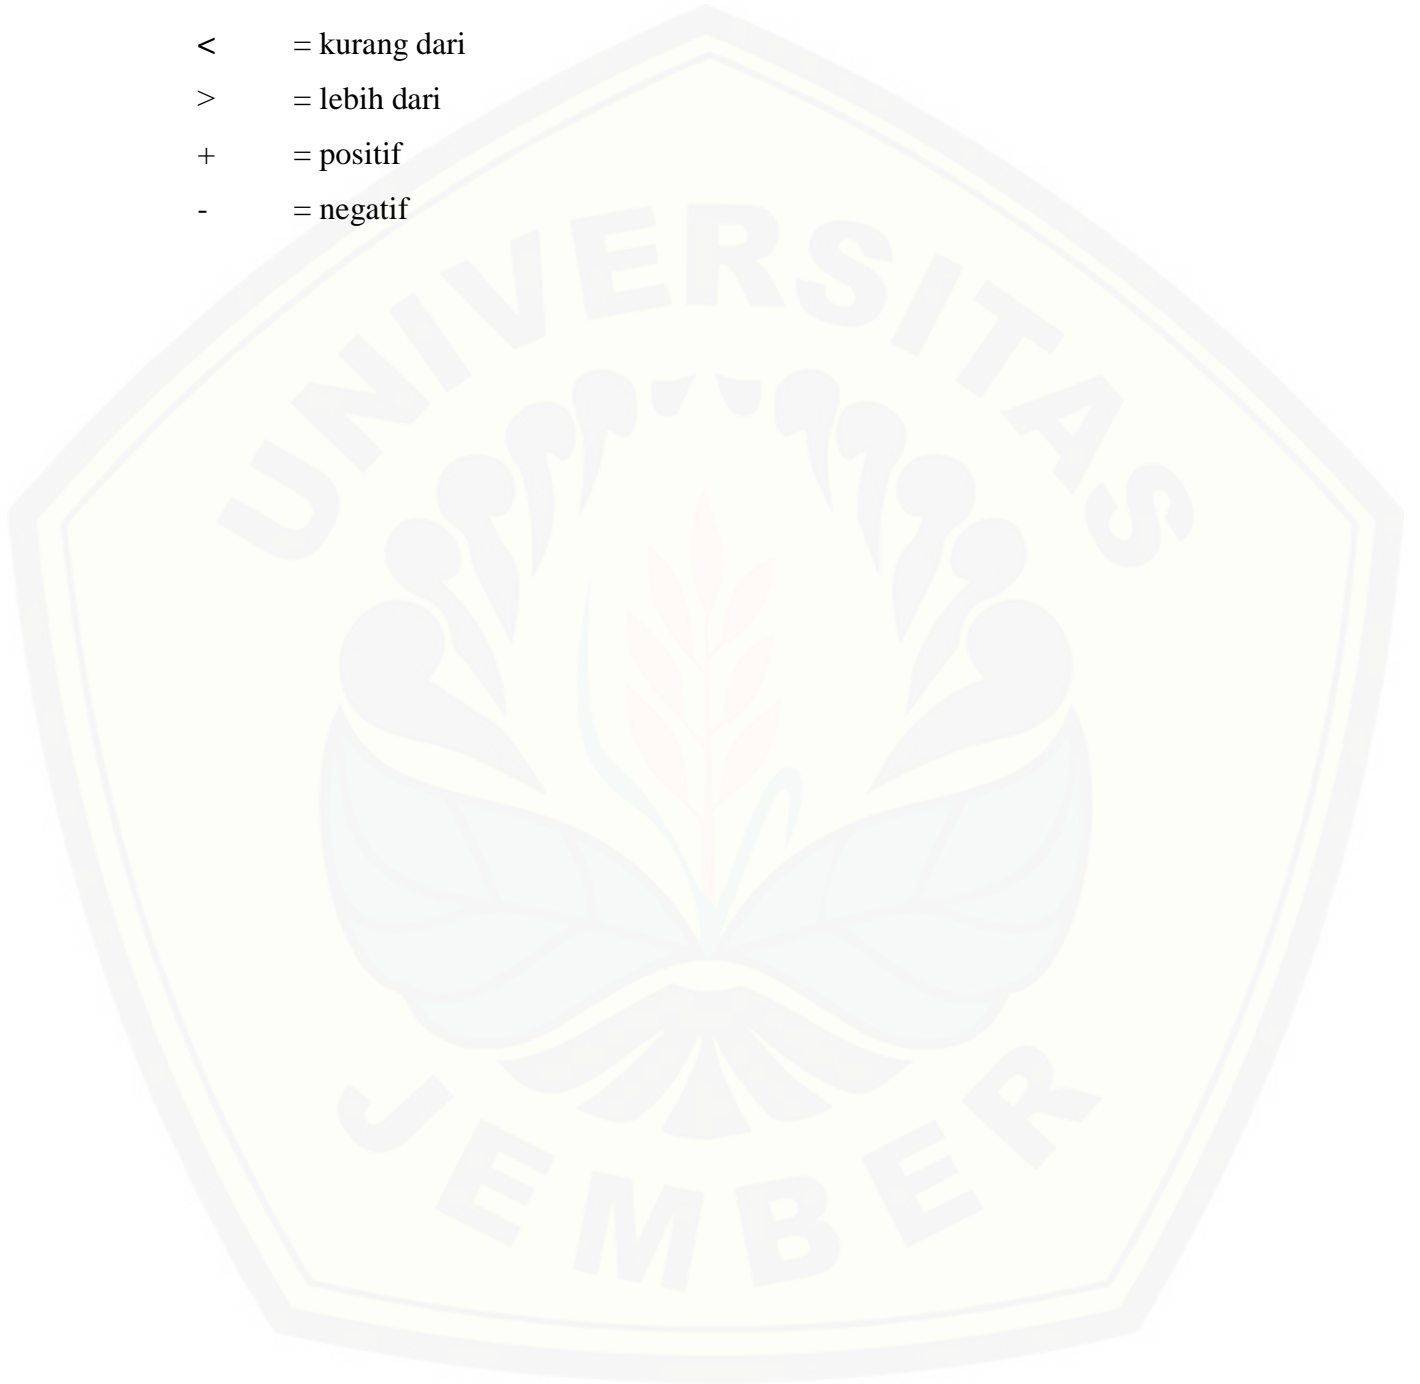 < = kurang dari
> = lebih dari
+ = positif
- = negatif
UNIVERSITAS
JEMBER